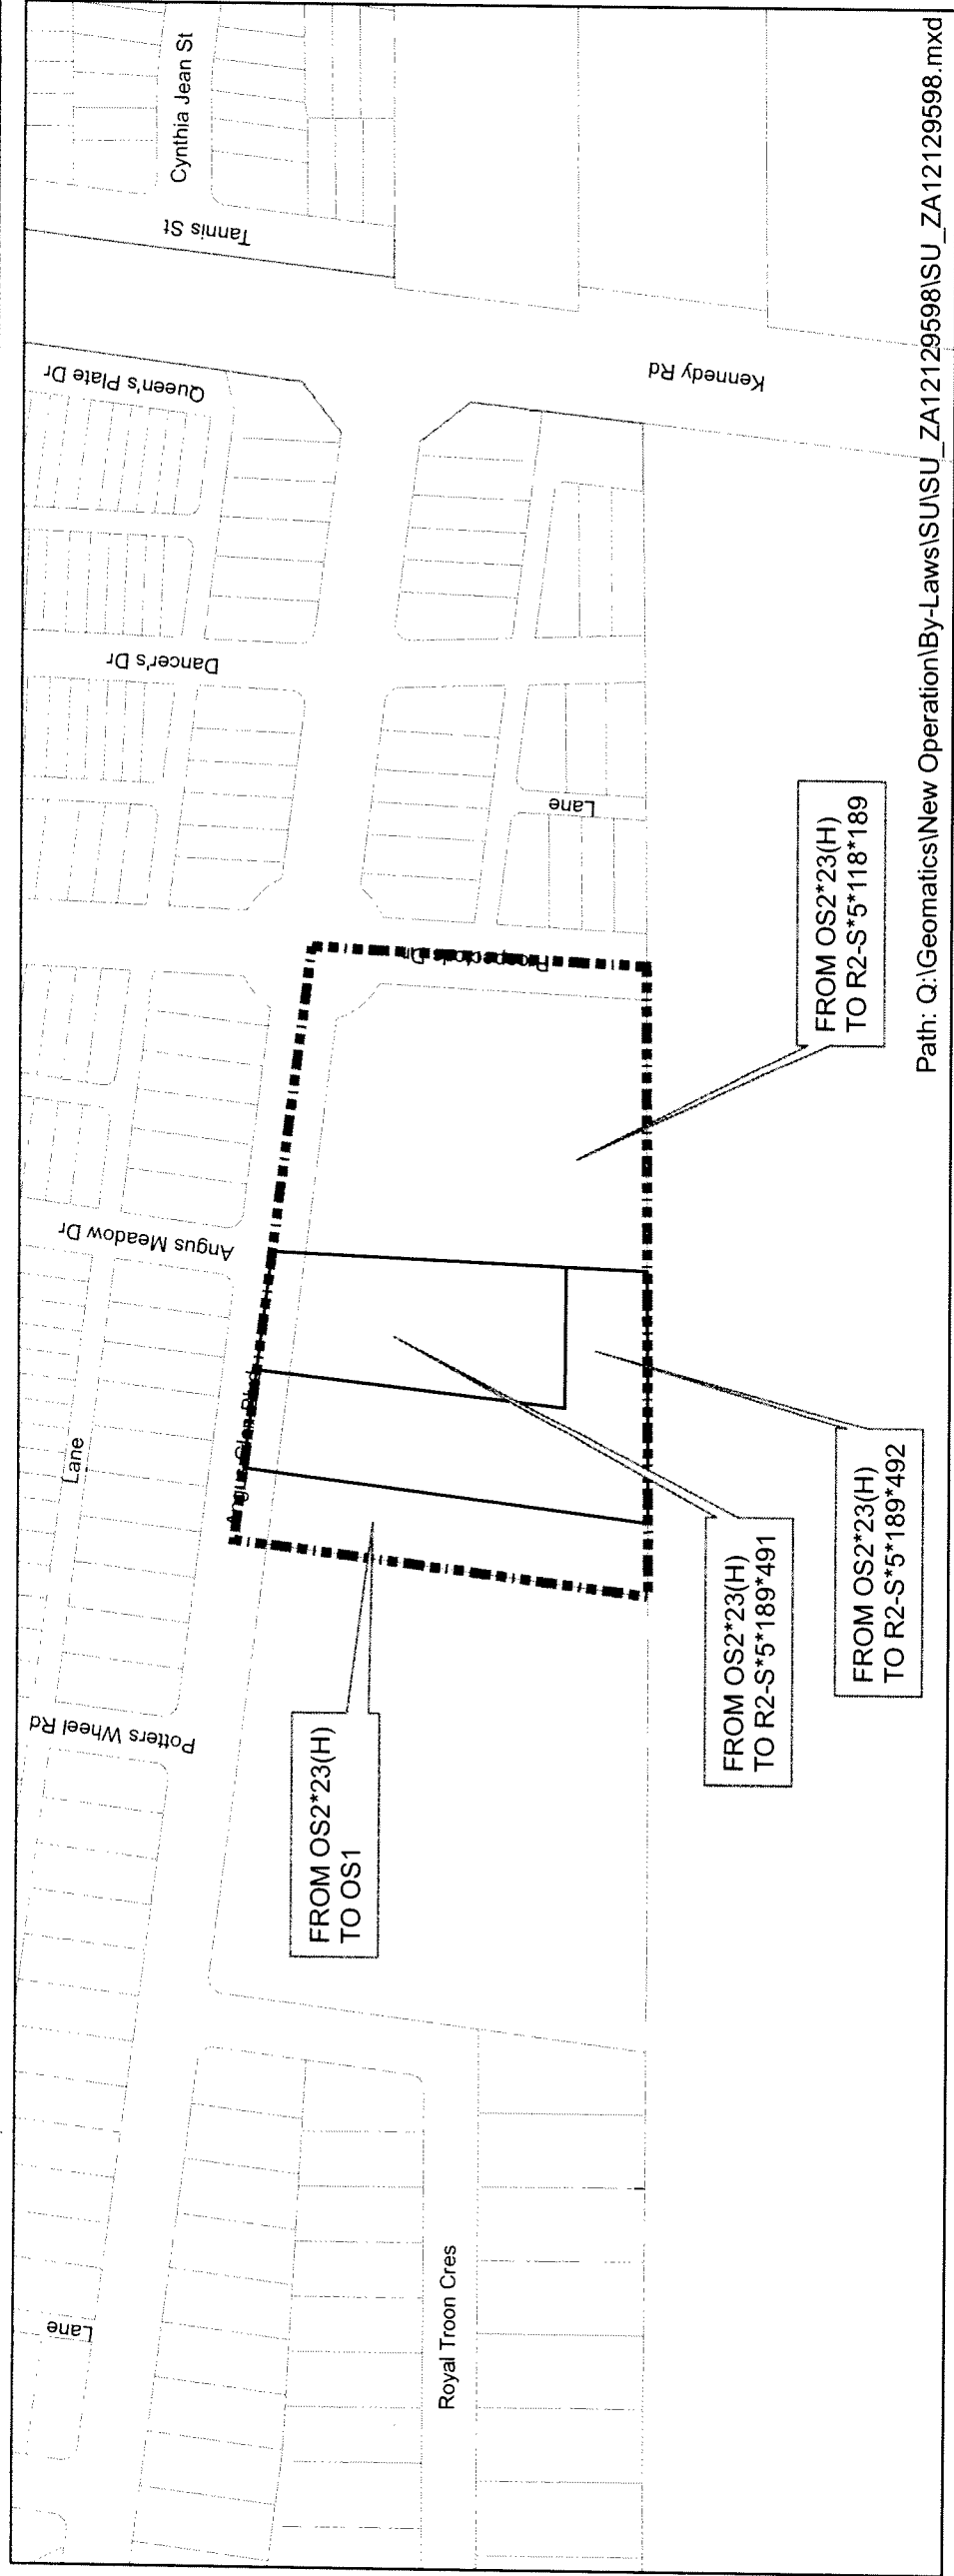 Cynthia Jean St
Tannis St
Queen's Plate Dr
Kennedy Rd
Dancer's Dr
Lane
Angus Meadow Dr
Lane
Potters Wheel Rd
Lane
Royal Troon Cres
FROM OS2*23(H)
TO OS1
FROM OS2*23(H)
TO R2-S*5*189*491
FROM OS2*23(H)
TO R2-S*5*189*492
FROM OS2*23(H)
TO R2-S*5*118*189
Path: Q:\Geomatics\New Operation\By-Laws\SU\SU_ZA12129598\SU_ZA12129598.mxd